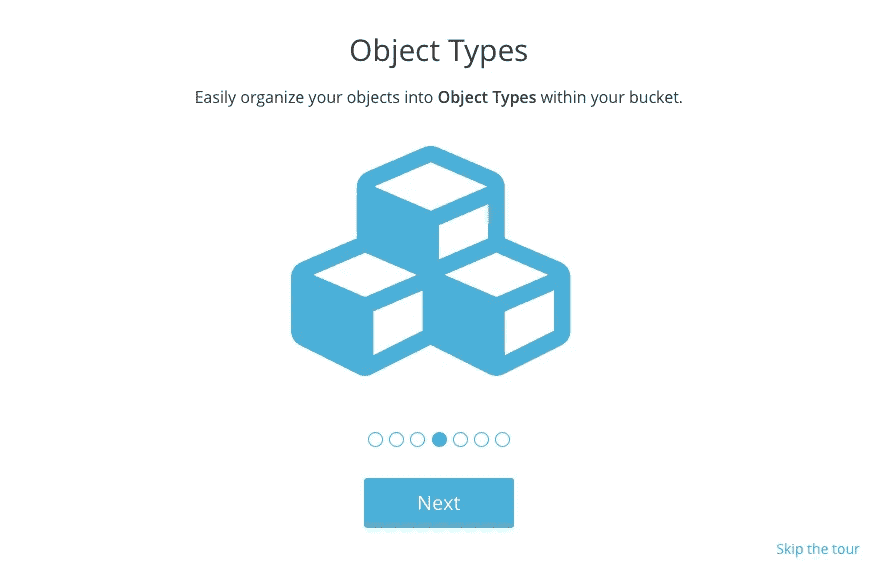 Object Types
Easily organize your objects into Object Types within your bucket.
Next
Skip the tour